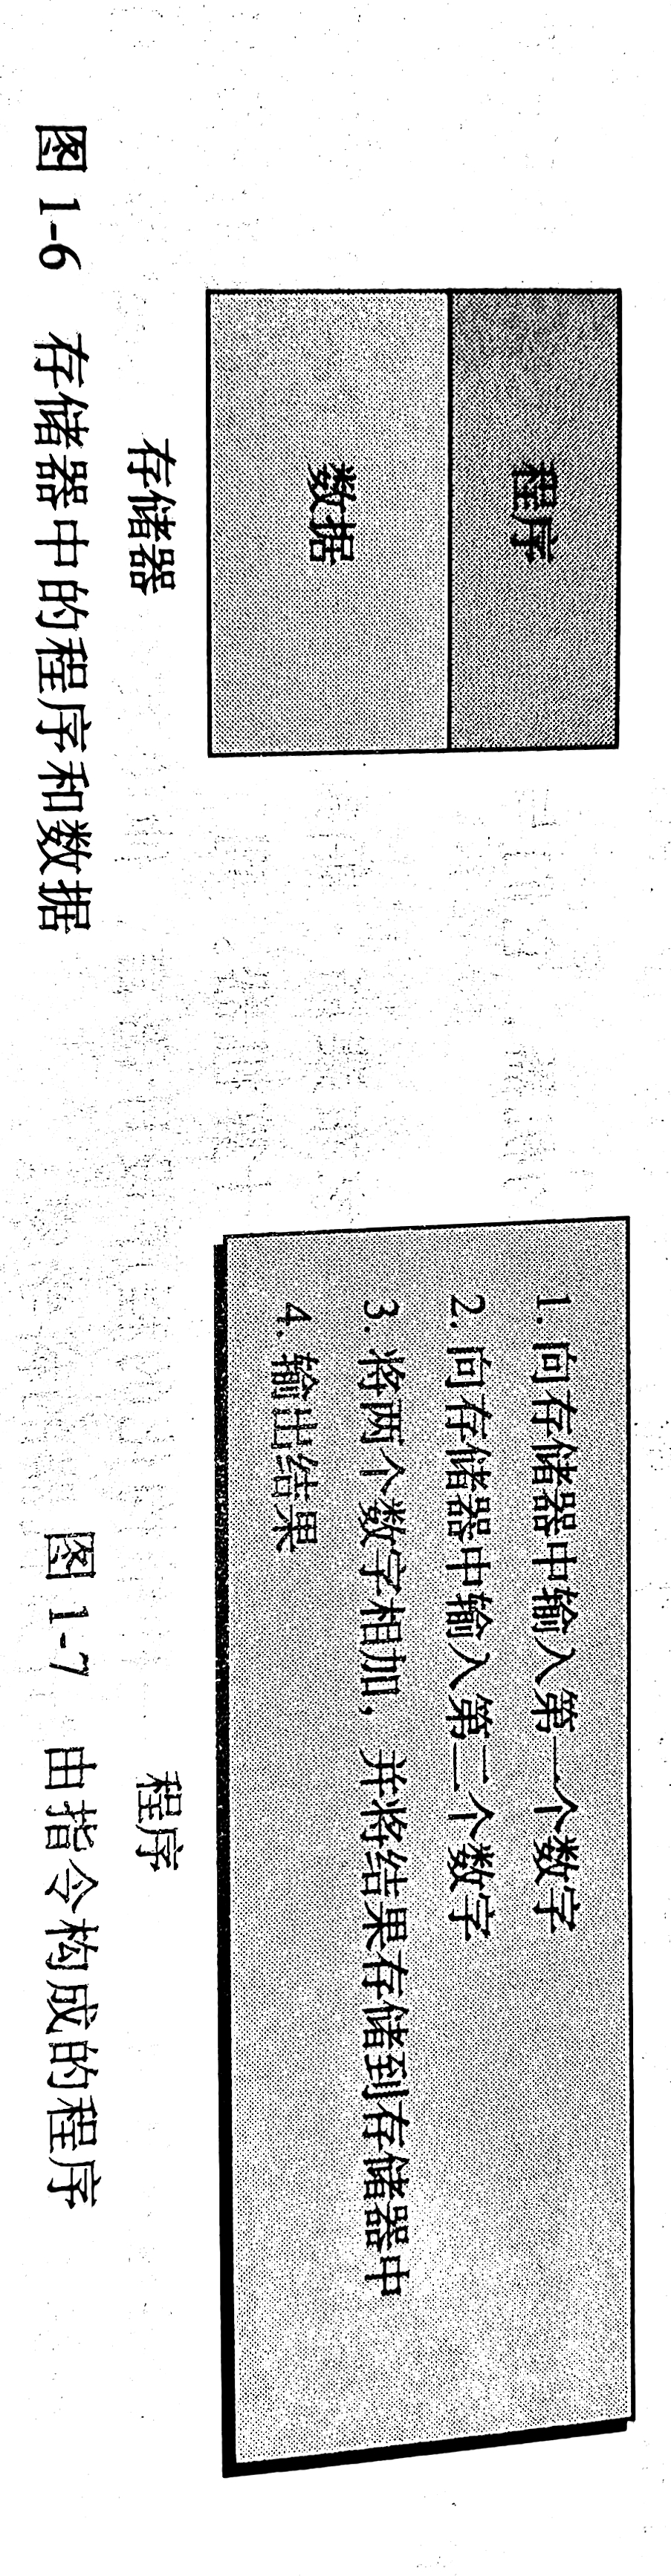 程序
数据
存储器
图 1-6 存储器中的程序和数据
1. 向存储器中输入第一个数字
2. 向存储器中输入第二个数字
3. 将两个数字相加，并将结果存储到存储器中
4. 输出结果
程序
图 1-7 由指令构成的程序